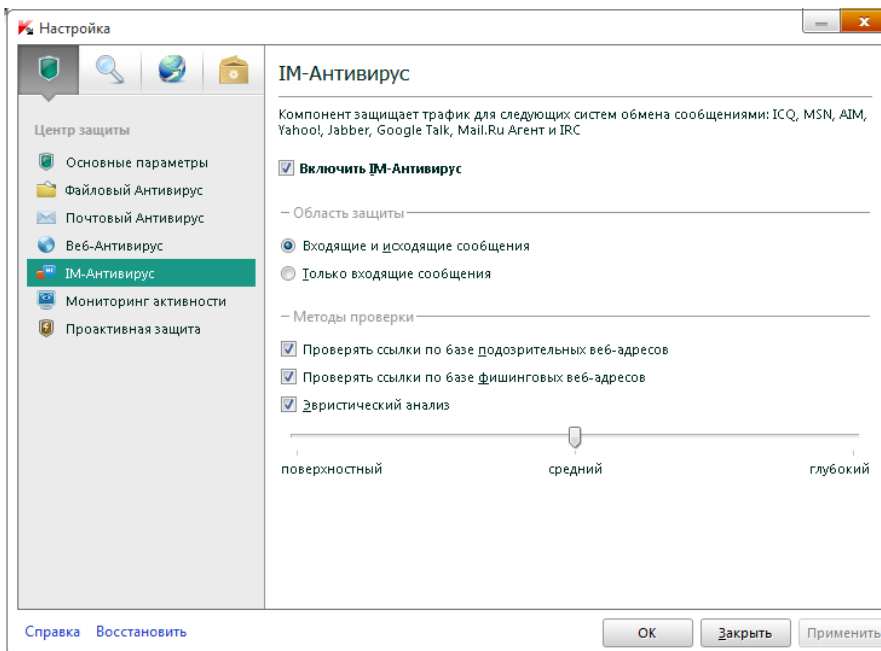 Настройка
IM-Антивирус
Компонент защищает трафик для следующих систем обмена сообщениями: ICQ, MSN, AIM,
Yahoo!, Jabber, Google Talk, Mail.Ru Агент и IRC
Центр защиты
Основные параметры
Файловый Антивирус
Почтовый Антивирус
Веб-Антивирус
IM-Антивирус
Мониторинг активности
Проактивная защита
Включить IM-Антивирус
Область защиты
Входящие и исходящие сообщения
Только входящие сообщения
Методы проверки
Проверять ссылки по базе подозрительных веб-адресов
Проверять ссылки по базе фишинговых веб-адресов
Эвристический анализ
поверхностный средний глубокий
Справка Восстановить
ОК Закрыть Применить